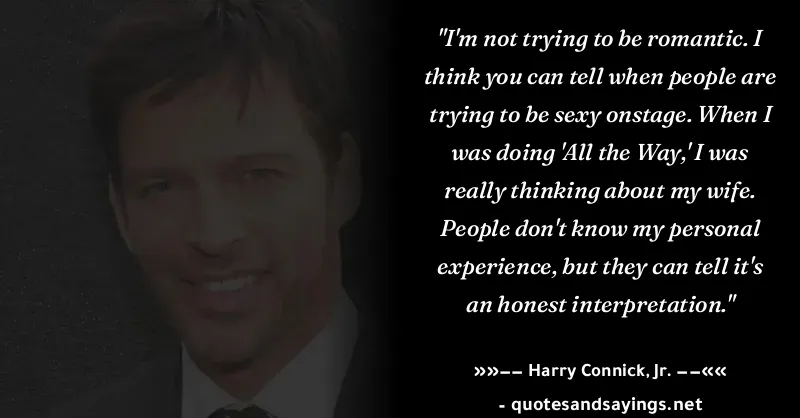 "I'm not trying to be romantic. I
think you can tell when people are
trying to be sexy onstage. When I
was doing 'All the Way,' I was
really thinking about my wife.
People don't know my personal
experience, but they can tell it's
an honest interpretation."
»»−− Harry Connick, Jr. −−««
- quotesandsayings.net